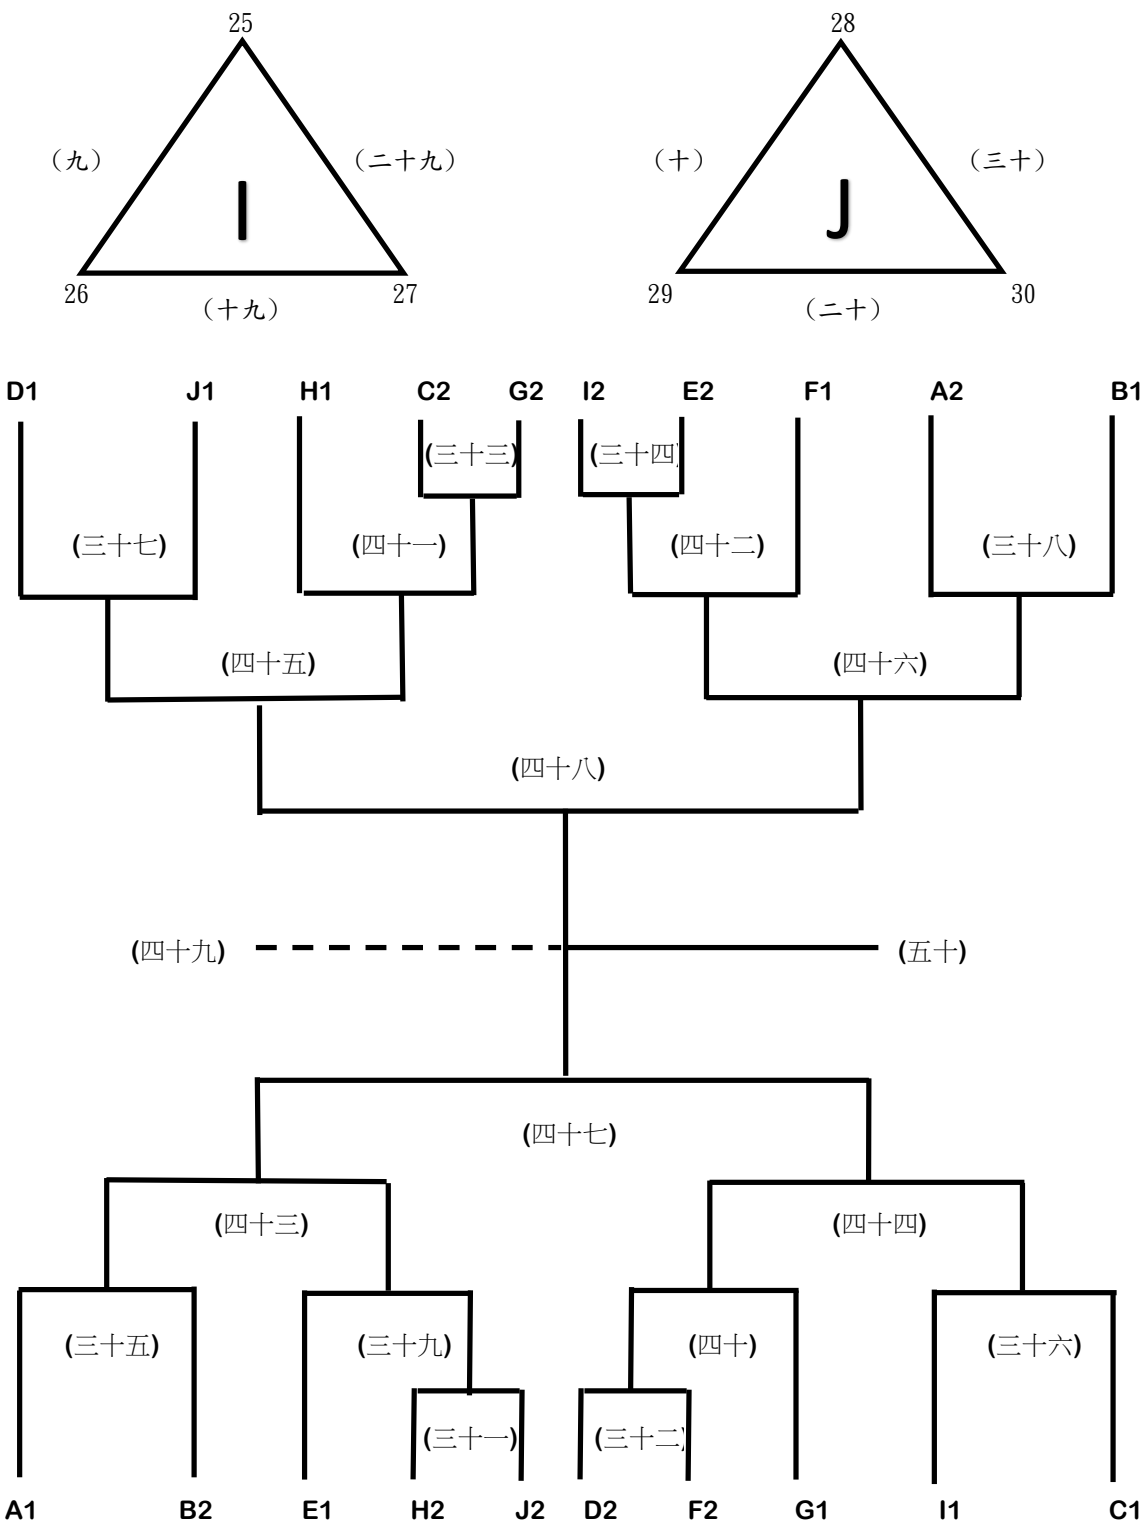 25 28
（九） （二十九） （十） （三十）
I J
26 27 29 30
（十九） （二十）
D1 J1 H1 C2 G2 I2 E2 F1 A2 B1
(三十三) (三十四)
(三十七) (四十一) (四十二) (三十八)
(四十五) (四十六)
(四十八)
(四十九) (五十)
(四十七)
(四十三) (四十四)
(三十五) (三十九) (四十) (三十六)
(三十一) (三十二)
A1 B2 E1 H2 J2 D2 F2 G1 I1 C1